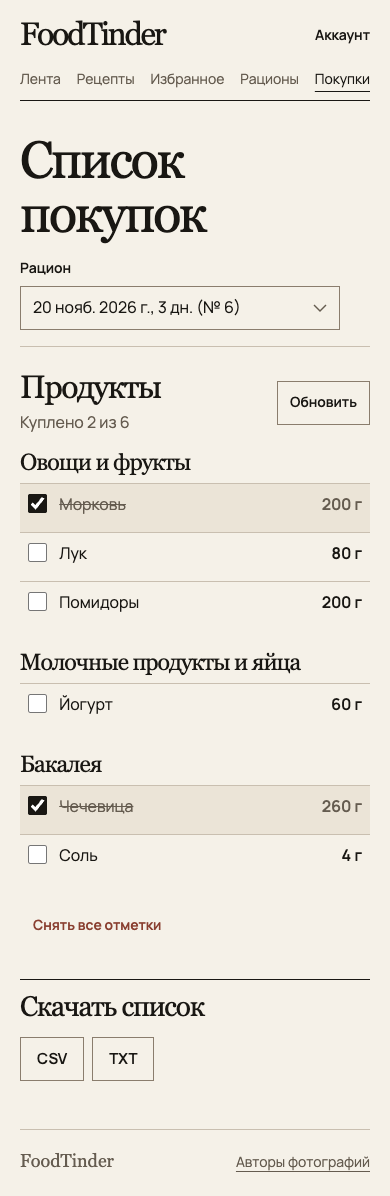 FoodTinder
Аккаунт
Лента Рецепты Избранное Рационы Покупки
Список
покупок
Рацион
20 нояб. 2026 г., 3 дн. (№ 6)
Продукты
Обновить
Куплено 2 из 6
Овощи и фрукты
Морковь 200 г
Лук 80 г
Помидоры 200 г
Молочные продукты и яйца
Йогурт 60 г
Бакалея
Чечевица 260 г
Соль 4 г
Снять все отметки
Скачать список
CSV TXT
FoodTinder Авторы фотографий